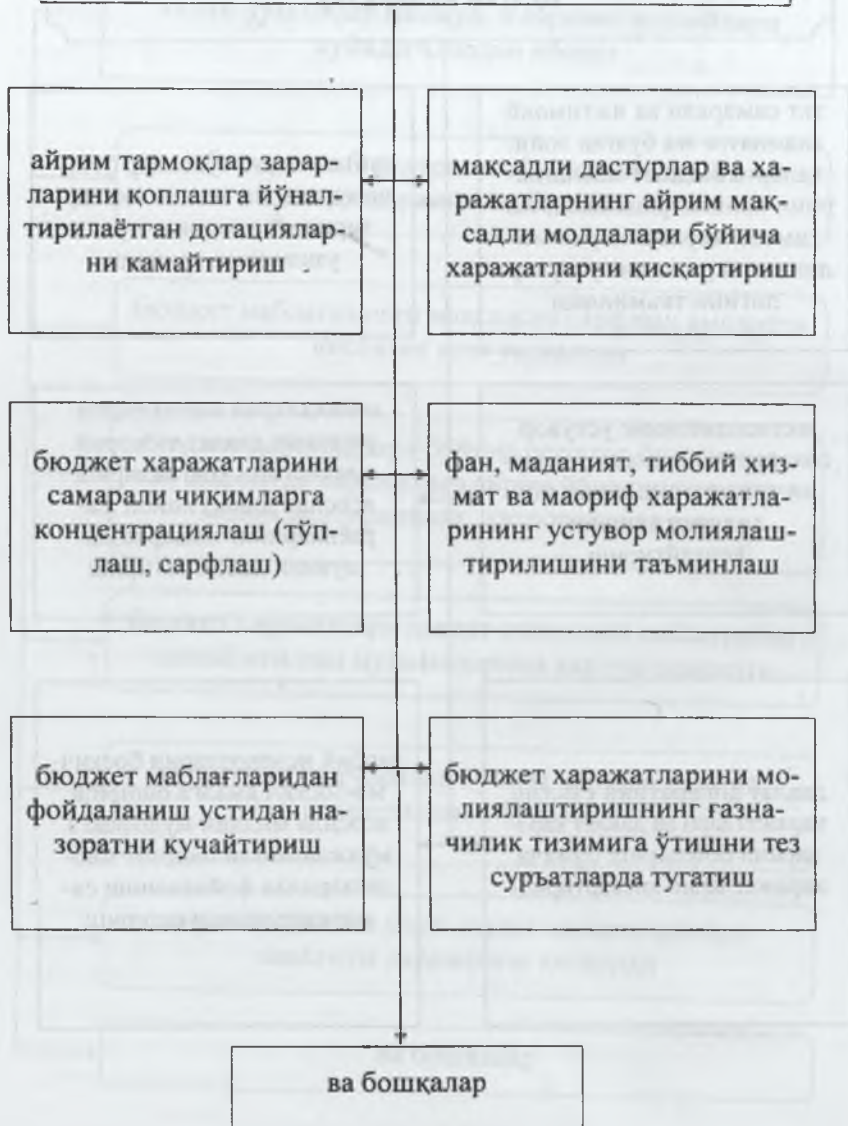 айрим тармоқлар зарар-
ларини қоплашга йўнал-
тирилаётган дотациялар-
ни камайтириш
мақсадли дастурлар ва ха-
ражатларнинг айрим мақ-
садли моддалари бўйича
харажатларни қисқартириш
бюджет харажатларини
самарали чиқимларга
концентрациялаш (тўп-
лаш, сарфлаш)
фан, маданият, тиббий хиз-
мат ва маориф харажатла-
рининг устувор молиялаш-
тирилишини таъминлаш
бюджет маблағларидан
фойдаланиш устидан на-
зоратни кучайтириш
бюджет харажатларини мо-
лиялаштиришнинг ғазна-
чилик тизимига ўтишни тез
суръатларда тугатиш
ва бошқалар